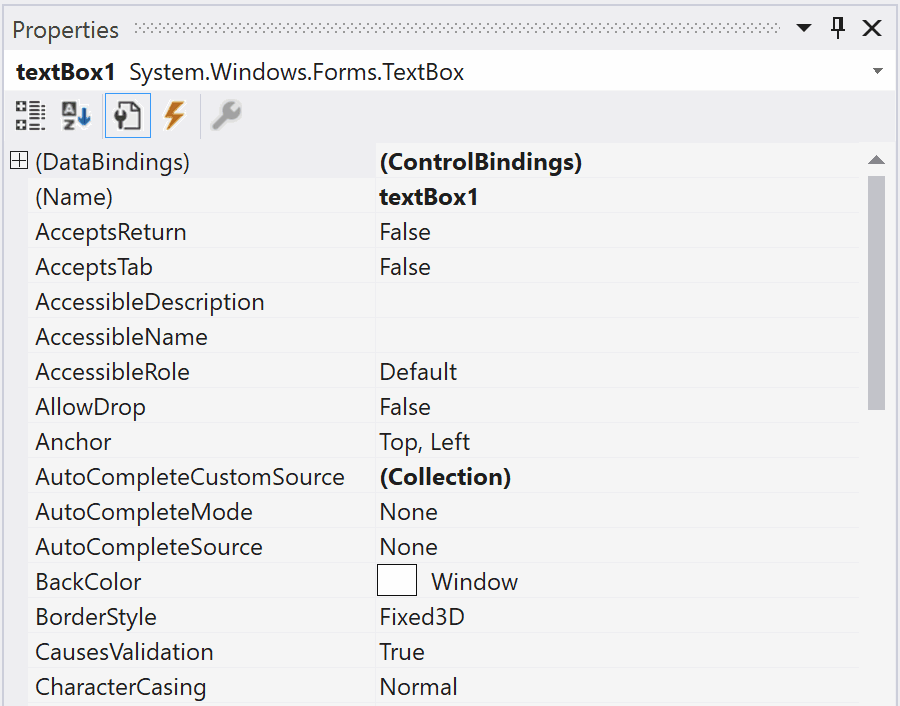 Properties
textBox1 System.Windows.Forms.TextBox
A
Z
(DataBindings) (ControlBindings)
(Name) textBox1
AcceptsReturn False
AcceptsTab False
AccessibleDescription
AccessibleName
AccessibleRole Default
AllowDrop False
Anchor Top, Left
AutoCompleteCustomSource (Collection)
AutoCompleteMode None
AutoCompleteSource None
BackColor Window
BorderStyle Fixed3D
CausesValidation True
CharacterCasing Normal